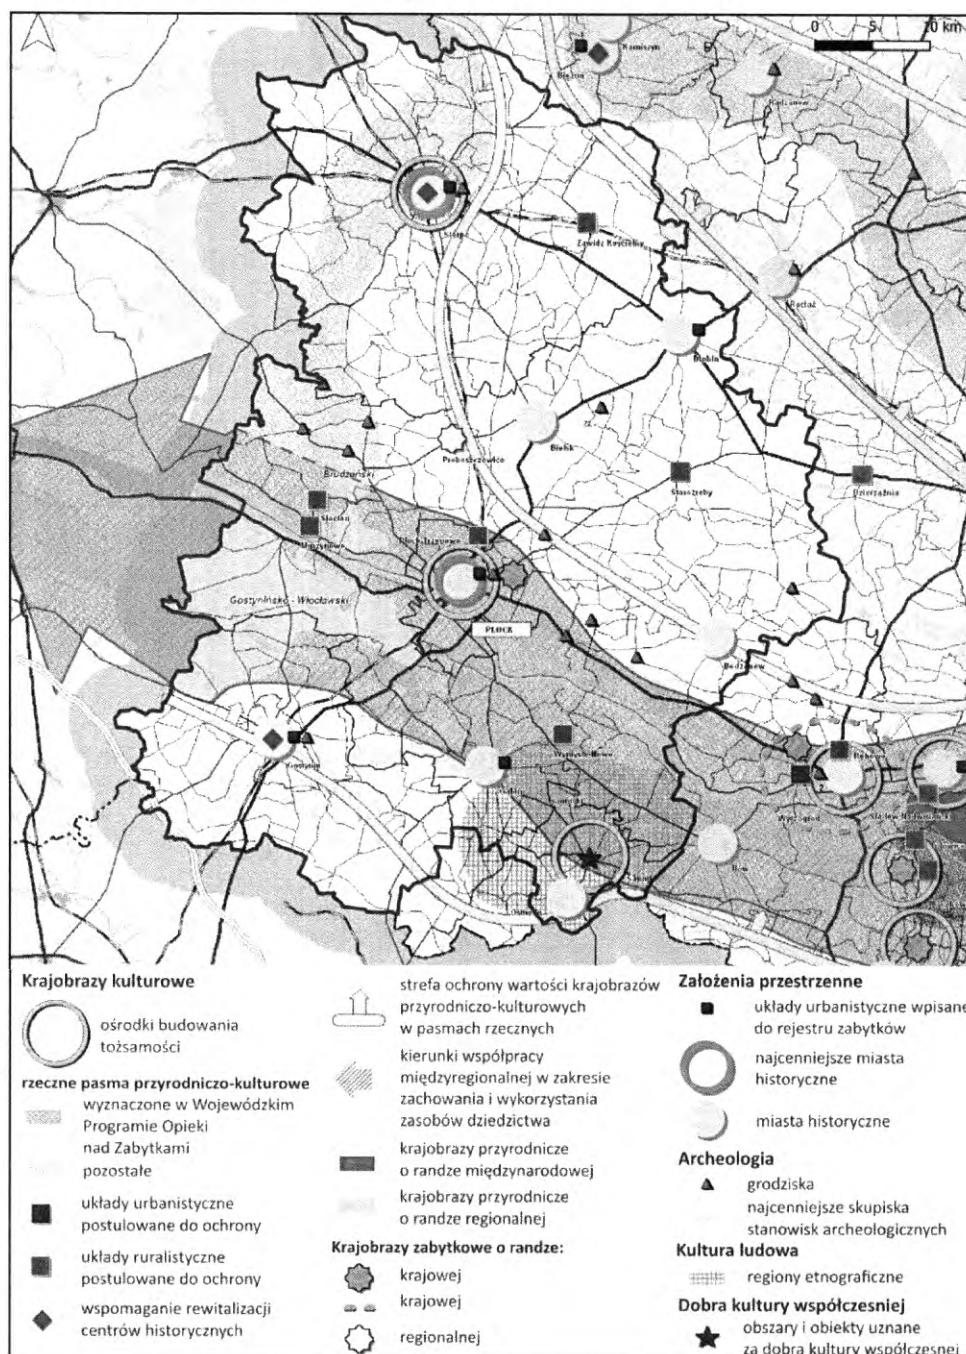 0 5 10 km
Radzanów
Sierpc
Zawidz Kościelny
Raciąż
Bielsk
Proboszczewice
Brudzeński
Staroźreby
Dzierzążnia
Gostynińsko - Włocławski
PŁOCK
Bodzanów
Gostynin
Wyszogród
Krajobrazy kulturowe
ośrodki budowania
tożsamości
rzeczne pasma przyrodniczo-kulturowe
wyznaczone w Wojewódzkim
Programie Opieki
nad Zabytkami
pozostałe
układy urbanistyczne
postulowane do ochrony
układy ruralistyczne
postulowane do ochrony
wspomaganie rewitalizacji
centrów historycznych
strefa ochrony wartości krajobrazów
przyrodniczo-kulturowych
w pasmach rzecznych
kierunki współpracy
międzyregionalnej w zakresie
zachowania i wykorzystania
zasobów dziedzictwa
krajobrazy przyrodnicze
o randze międzynarodowej
krajobrazy przyrodnicze
o randze regionalnej
Krajobrazy zabytkowe o randze:
krajowej
krajowej
regionalnej
Założenia przestrzenne
układy urbanistyczne wpisane
do rejestru zabytków
najcenniejsze miasta
historyczne
miasta historyczne
Archeologia
grodziska
najcenniejsze skupiska
stanowisk archeologicznych
Kultura ludowa
regiony etnograficzne
Dobra kultury współczesniej
obszary i obiekty uznane
za dobra kultury współczesnej